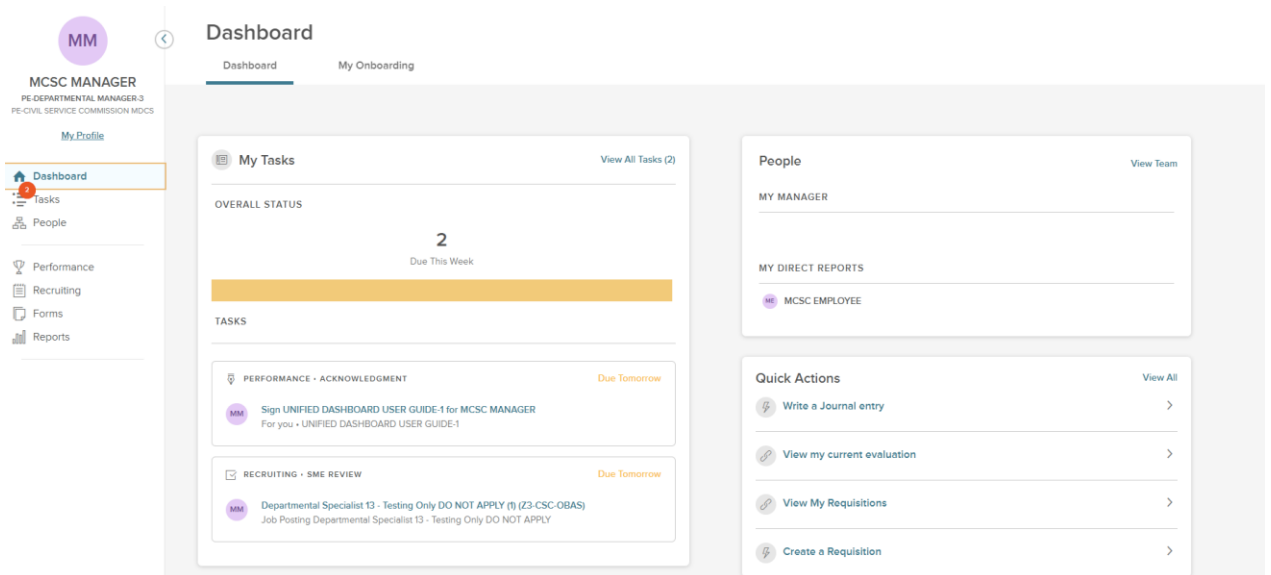 MM
MCSC MANAGER
PE-DEPARTMENTAL MANAGER-3
PE-CIVIL SERVICE COMMISSION MDCS
My Profile
Dashboard
2
Tasks
People
Performance
Recruiting
Forms
Reports
Dashboard
Dashboard My Onboarding
My Tasks View All Tasks (2)
OVERALL STATUS
2
Due This Week
TASKS
PERFORMANCE • ACKNOWLEDGMENT Due Tomorrow
MM
Sign UNIFIED DASHBOARD USER GUIDE-1 for MCSC MANAGER
For you • UNIFIED DASHBOARD USER GUIDE-1
RECRUITING • SME REVIEW Due Tomorrow
MM
Departmental Specialist 13 - Testing Only DO NOT APPLY (1) (Z3-CSC-OBAS)
Job Posting Departmental Specialist 13 - Testing Only DO NOT APPLY
People View Team
MY MANAGER
MY DIRECT REPORTS
ME MCSC EMPLOYEE
Quick Actions View All
Write a Journal entry
View my current evaluation
View My Requisitions
Create a Requisition